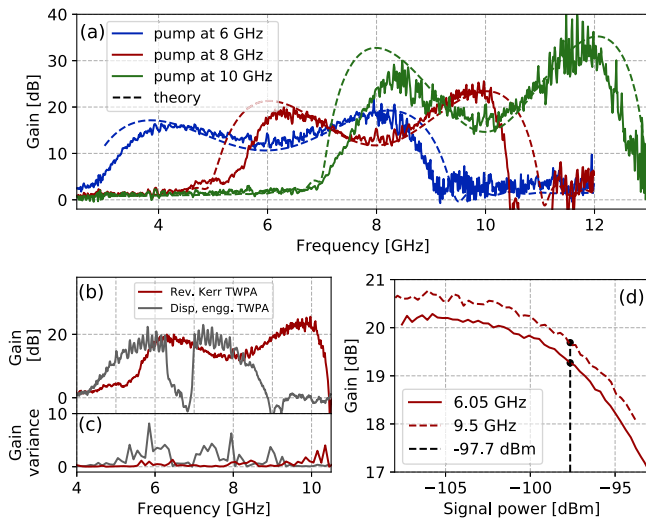 (a)
pump at 6 GHz
pump at 8 GHz
pump at 10 GHz
theory
Gain [dB]
40
30
20
10
0
4 6 8 10 12
Frequency [GHz]
(b)
Rev. Kerr TWPA
Disp, engg. TWPA
Gain
[dB]
20
0
(c)
Gain
variance
10
0
4 6 8 10
Frequency [GHz]
(d)
Gain [dB]
21
20
19
18
17
6.05 GHz
9.5 GHz
-97.7 dBm
−105 −100 −95
Signal power [dBm]